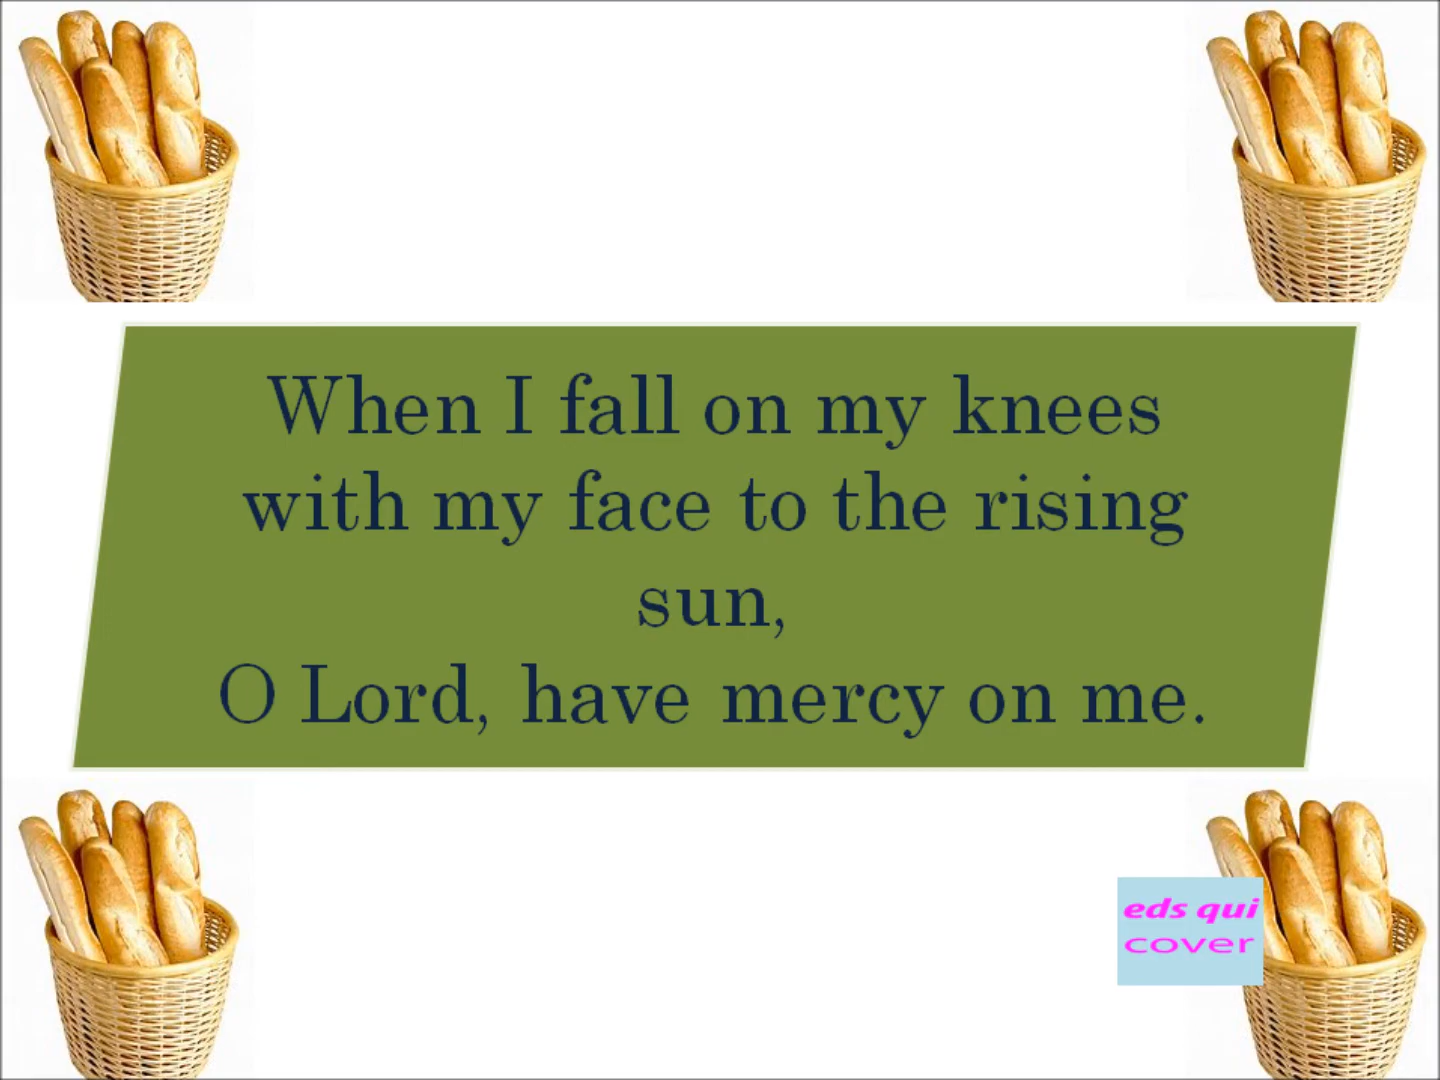 When I fall on my knees
with my face to the rising
sun,
O Lord, have mercy on me.
eds qui
cover